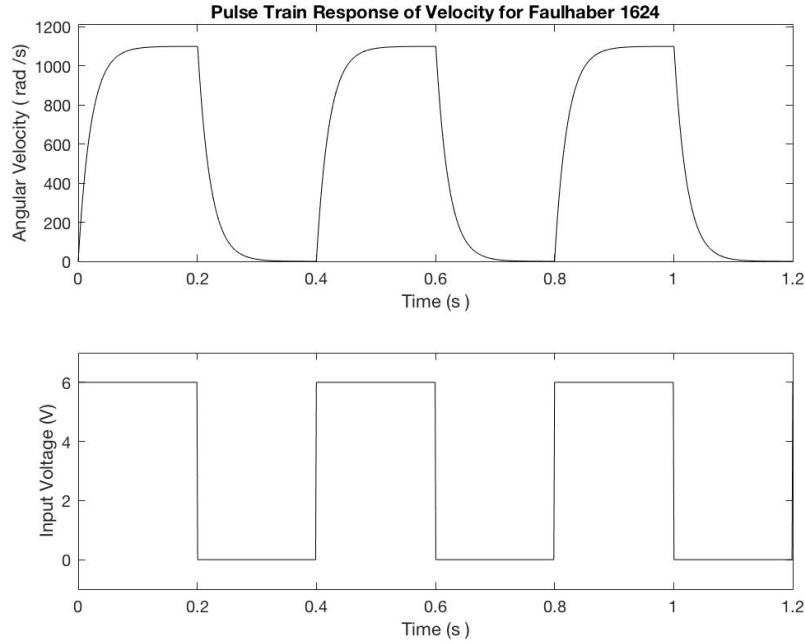 Pulse Train Response of Velocity for Faulhaber 1624
1200
1000
800
600
400
200
0
Angular Velocity ( rad /s)
0 0.2 0.4 0.6 0.8 1 1.2
Time (s )
6
4
2
0
Input Voltage (V)
0 0.2 0.4 0.6 0.8 1 1.2
Time (s )